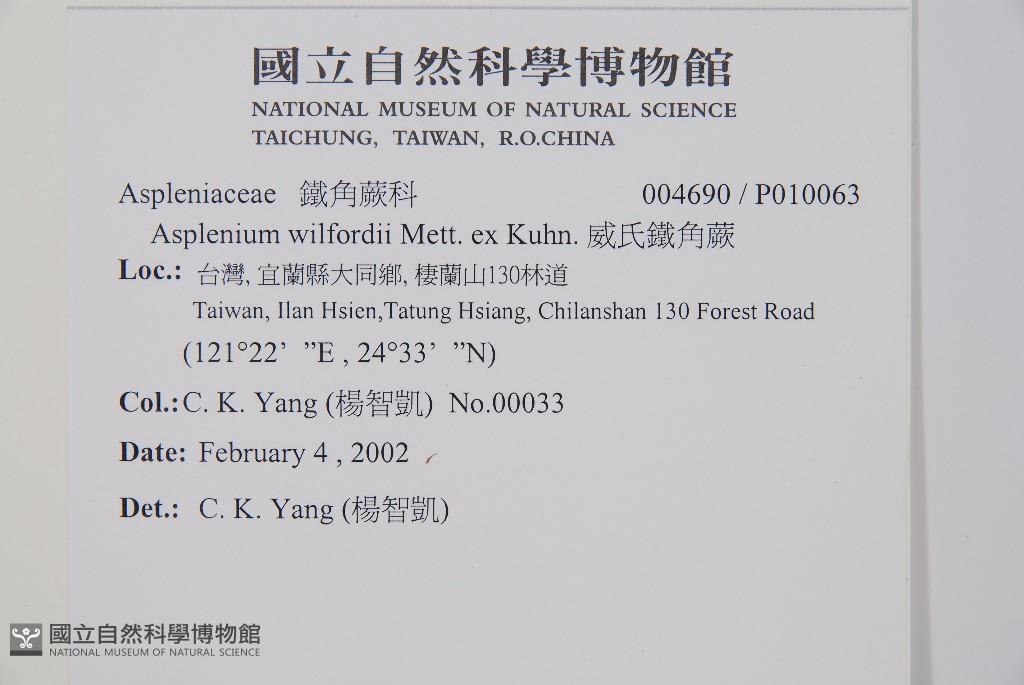 國立自然科學博物館
NATIONAL MUSEUM OF NATURAL SCIENCE
TAICHUNG, TAIWAN, R.O.CHINA
Aspleniaceae 鐵角蕨科 004690 / P010063
Asplenium wilfordii Mett. ex Kuhn. 威氏鐵角蕨
Loc.: 台灣, 宜蘭縣大同鄉, 棲蘭山130林道
Taiwan, Ilan Hsien,Tatung Hsiang, Chilanshan 130 Forest Road
(121°22’ ”E , 24°33’ ”N)
Col.: C. K. Yang (楊智凱) No.00033
Date: February 4 , 2002
Det.: C. K. Yang (楊智凱)
國立自然科學博物館
NATIONAL MUSEUM OF NATURAL SCIENCE